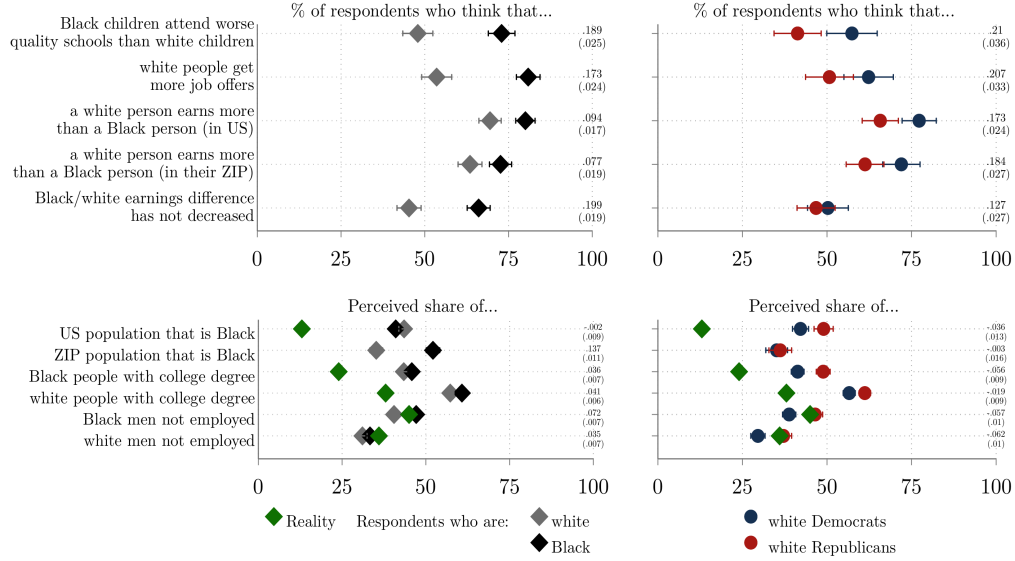 % of respondents who think that...
% of respondents who think that...
Black children attend worse
quality schools than white children
.189
(.025)
.21
(.036)
white people get
more job offers
.173
(.024)
.207
(.033)
a white person earns more
than a Black person (in US)
.094
(.017)
.173
(.024)
a white person earns more
than a Black person (in their ZIP)
.077
(.019)
.184
(.027)
Black/white earnings difference
has not decreased
.199
(.019)
.127
(.027)
0 25 50 75 100
0 25 50 75 100
Perceived share of...
Perceived share of...
US population that is Black
-.002
(.009)
-.036
(.013)
ZIP population that is Black
.137
(.011)
-.003
(.016)
Black people with college degree
.036
(.007)
-.056
(.009)
white people with college degree
.041
(.006)
-.019
(.009)
Black men not employed
.072
(.007)
-.057
(.01)
white men not employed
.035
(.007)
-.062
(.01)
0 25 50 75 100
0 25 50 75 100
Reality
Respondents who are:
white
Black
white Democrats
white Republicans